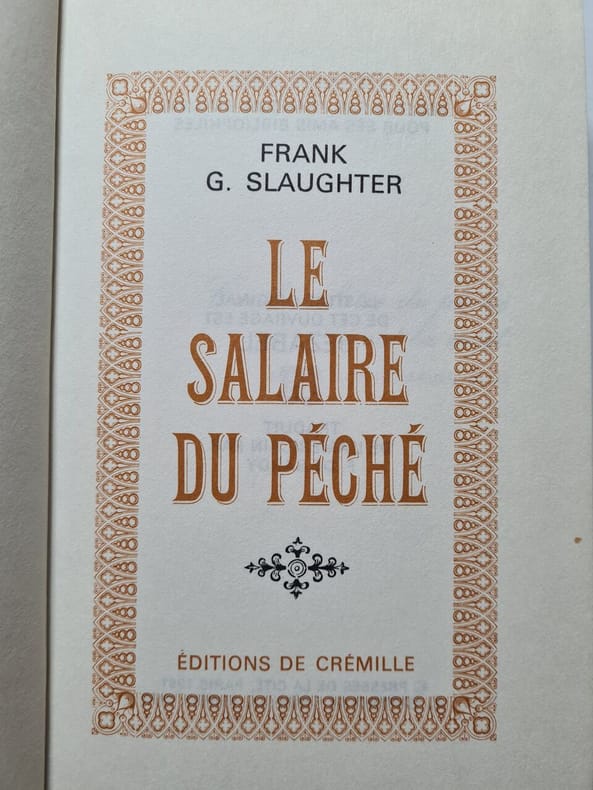 FRANK
G. SLAUGHTER
LE
SALAIRE
DU PÉCHÉ
ÉDITIONS DE CRÉMILLE